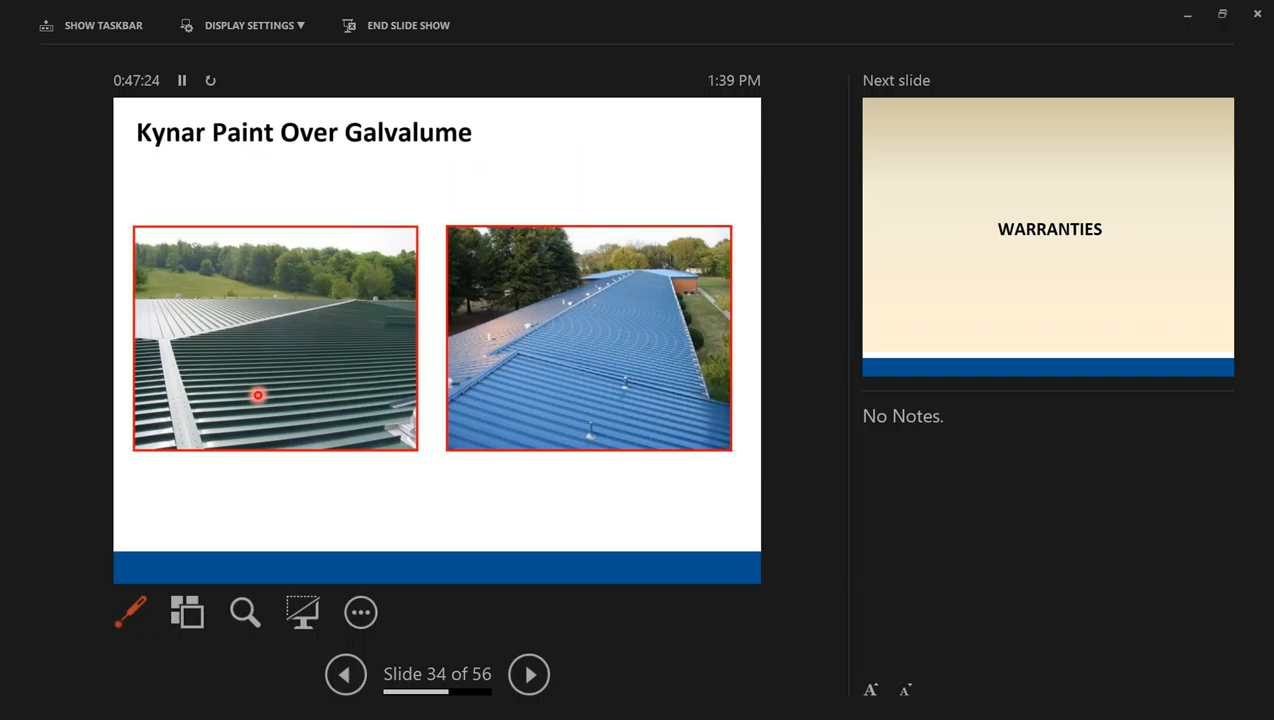 SHOW TASKBAR
DISPLAY SETTINGS ▼
END SLIDE SHOW
0:47:24
1:39 PM
Next slide
Kynar Paint Over Galvalume
WARRANTIES
No Notes.
Slide 34 of 56
A A